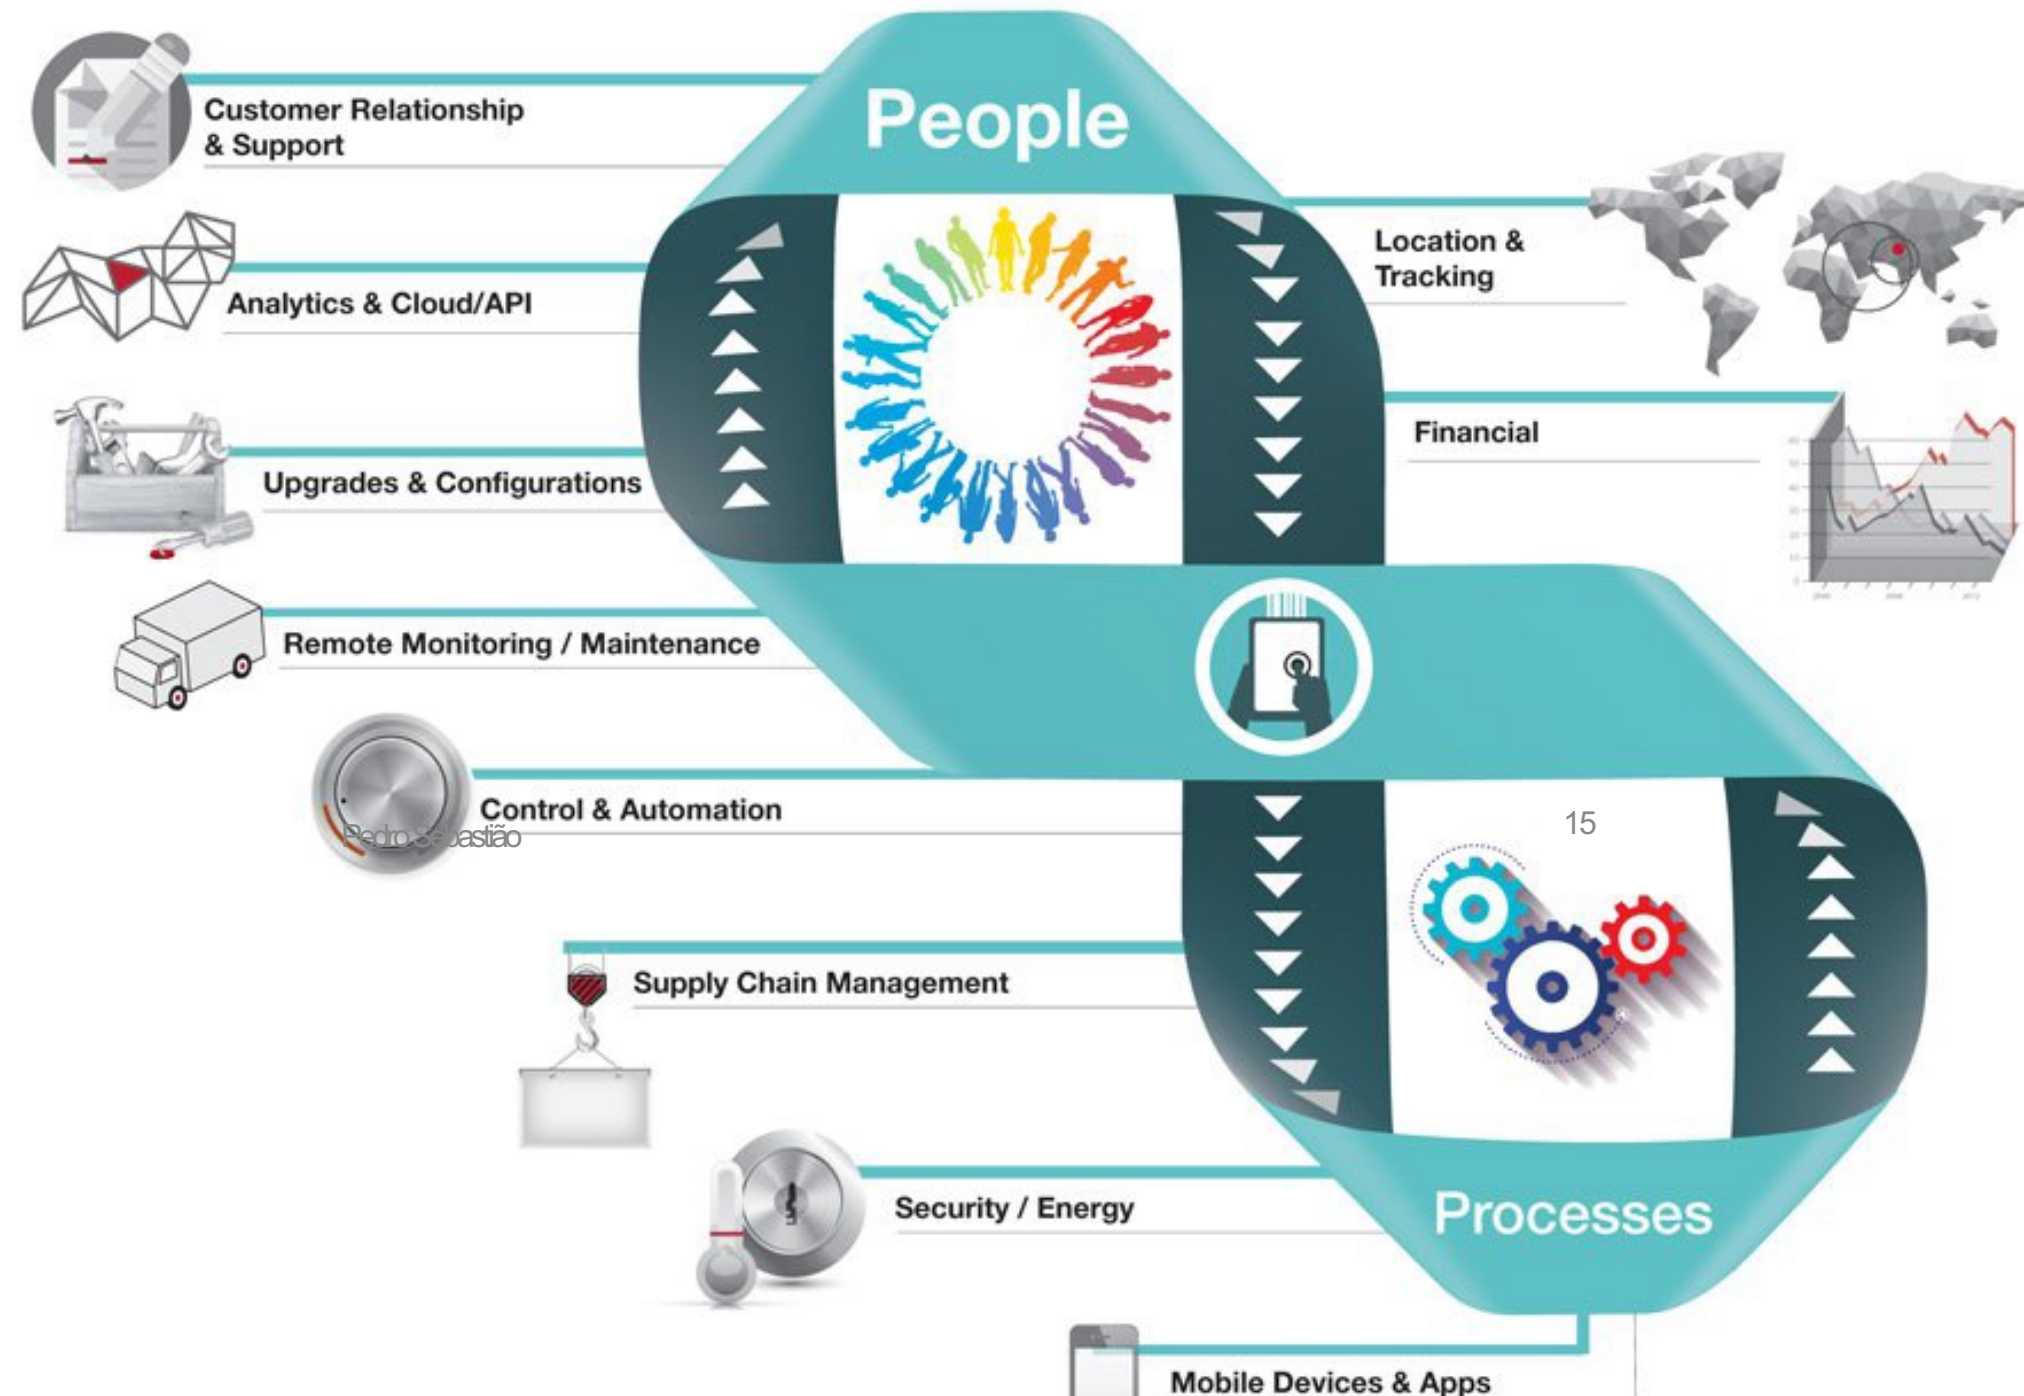 People
Customer Relationship
& Support
Location &
Tracking
Analytics & Cloud/API
Financial
Upgrades & Configurations
Remote Monitoring / Maintenance
Control & Automation
15
Pedro Sebastião
Supply Chain Management
Security / Energy
Processes
Mobile Devices & Apps